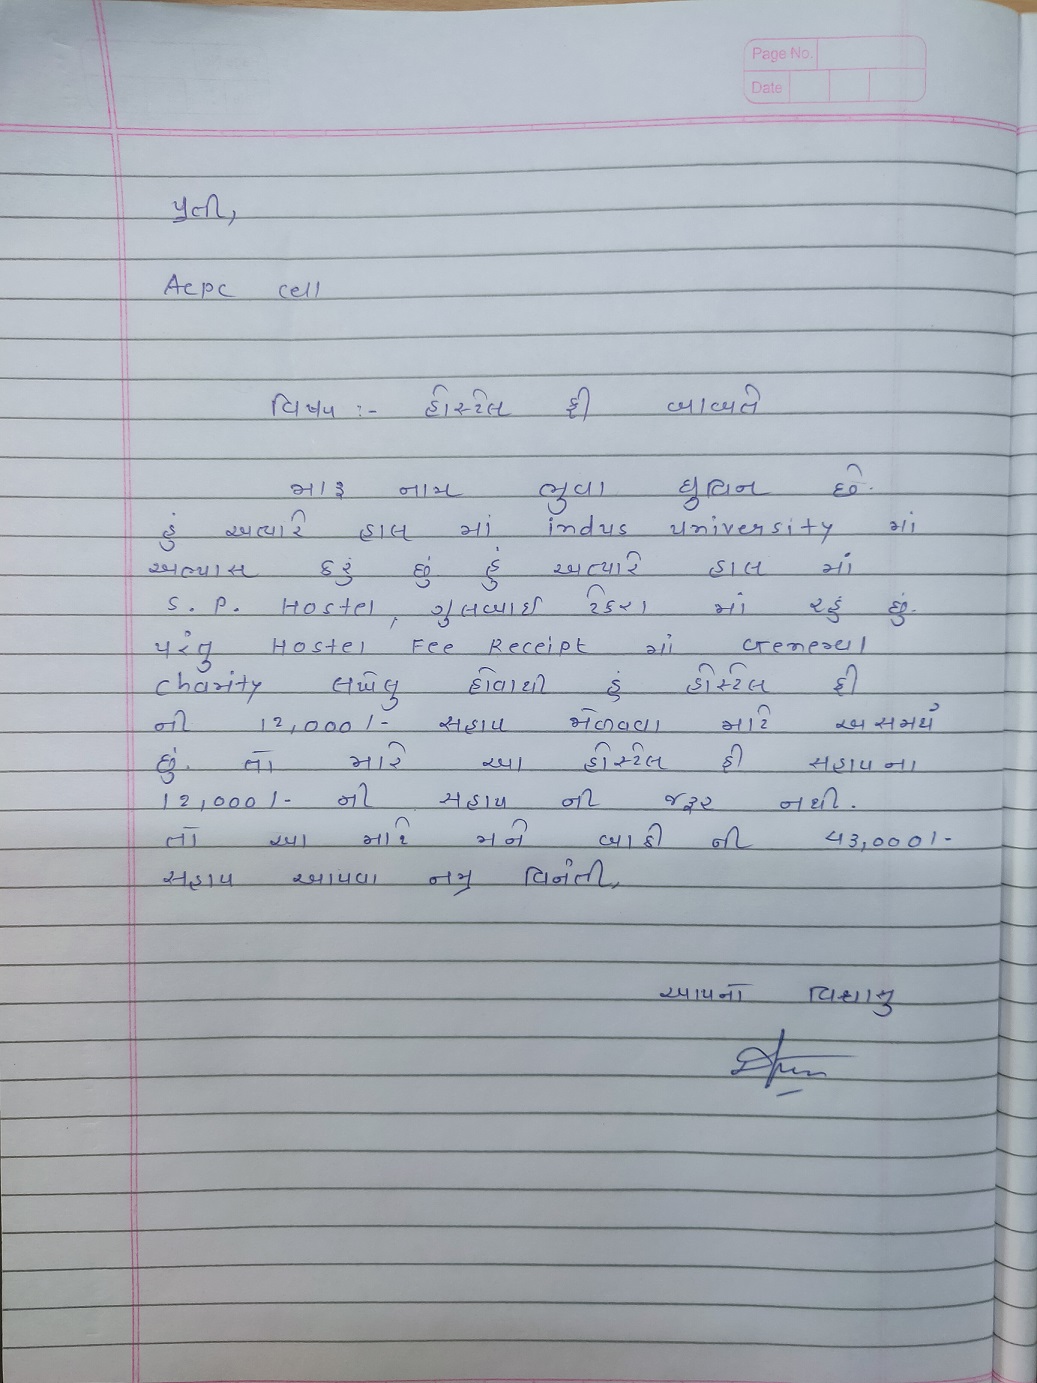 Page No.
Date
પ્રતી,
Acpc cell
વિષય :- હોસ્ટેલ ફી બાબતે
મારૂ નામ ભુવા ધ્રુવિન છે.
હું અત્યારે હાલ માં indus university માં
અભ્યાસ કરું છું હું અત્યારે હાલ માં
S. P. Hostel, ગુલબાઈ ટેકરા માં રહું છું.
પરંતુ Hostel Fee Receipt માં General
charity લખેલુ હોવાથી હું હોસ્ટેલ ફી
ની 12,000/- સહાય મેળવવા માટે અસમર્થ
છું. તો મારે આ હોસ્ટેલ ફી સહાયના
12,000/- ની સહાય ની જરૂર નથી.
તો આ માટે મને બાકી ની 43,000/-
સહાય આપવા નમ્ર વિનંતી.
આપનો વિશ્વાસુ